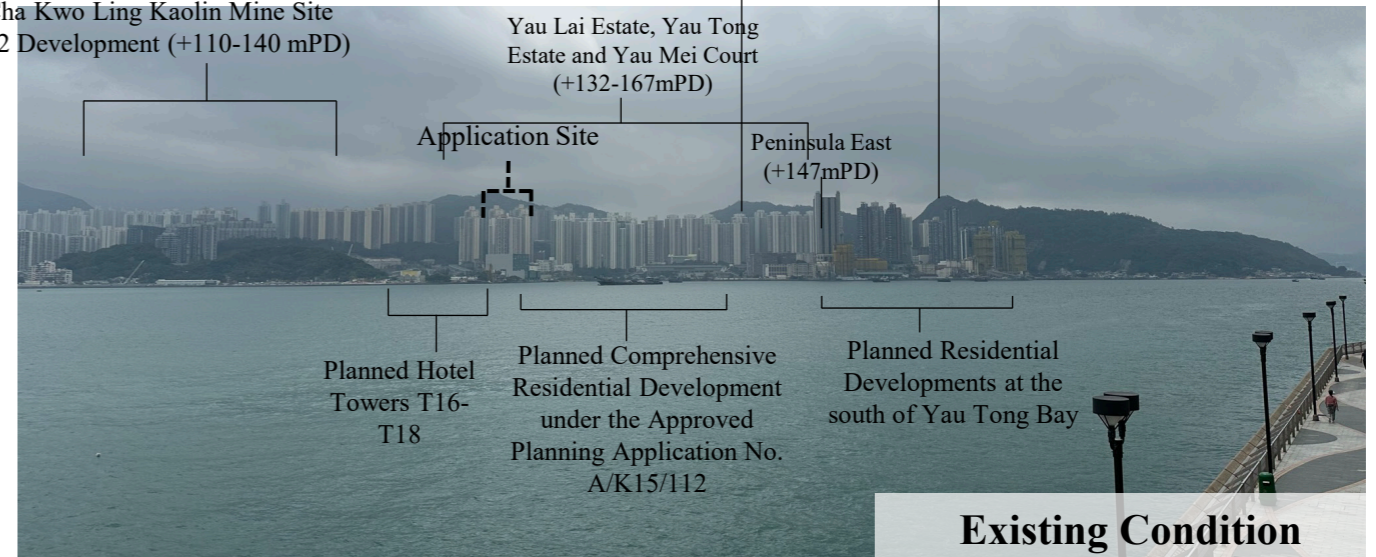 ha Kwo Ling Kaolin Mine Site
2 Development (+110-140 mPD)
Yau Lai Estate, Yau Tong
Estate and Yau Mei Court
(+132-167mPD)
Application Site
Peninsula East
(+147mPD)
Planned Hotel
Towers T16-
T18
Planned Comprehensive
Residential Development
under the Approved
Planning Application No.
A/K15/112
Planned Residential
Developments at the
south of Yau Tong Bay
Existing Condition